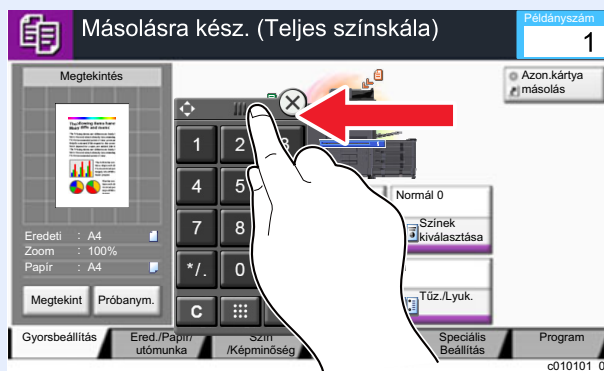 Másolásra kész. (Teljes színskála)
Példányszám
1
Megtekintés
Azon.kártya
másolás
1
2
3
4
5
7
8
*/.
0
C
Normál 0
Színek
kiválasztása
Tűz./Lyuk.
Eredeti : A4
Zoom : 100%
Papír : A4
Megtekint
Próbanym.
Gyorsbeállítás
Ered./Papír/
utómunka
Szín
/Képminőség
Speciális
Beállítás
Program